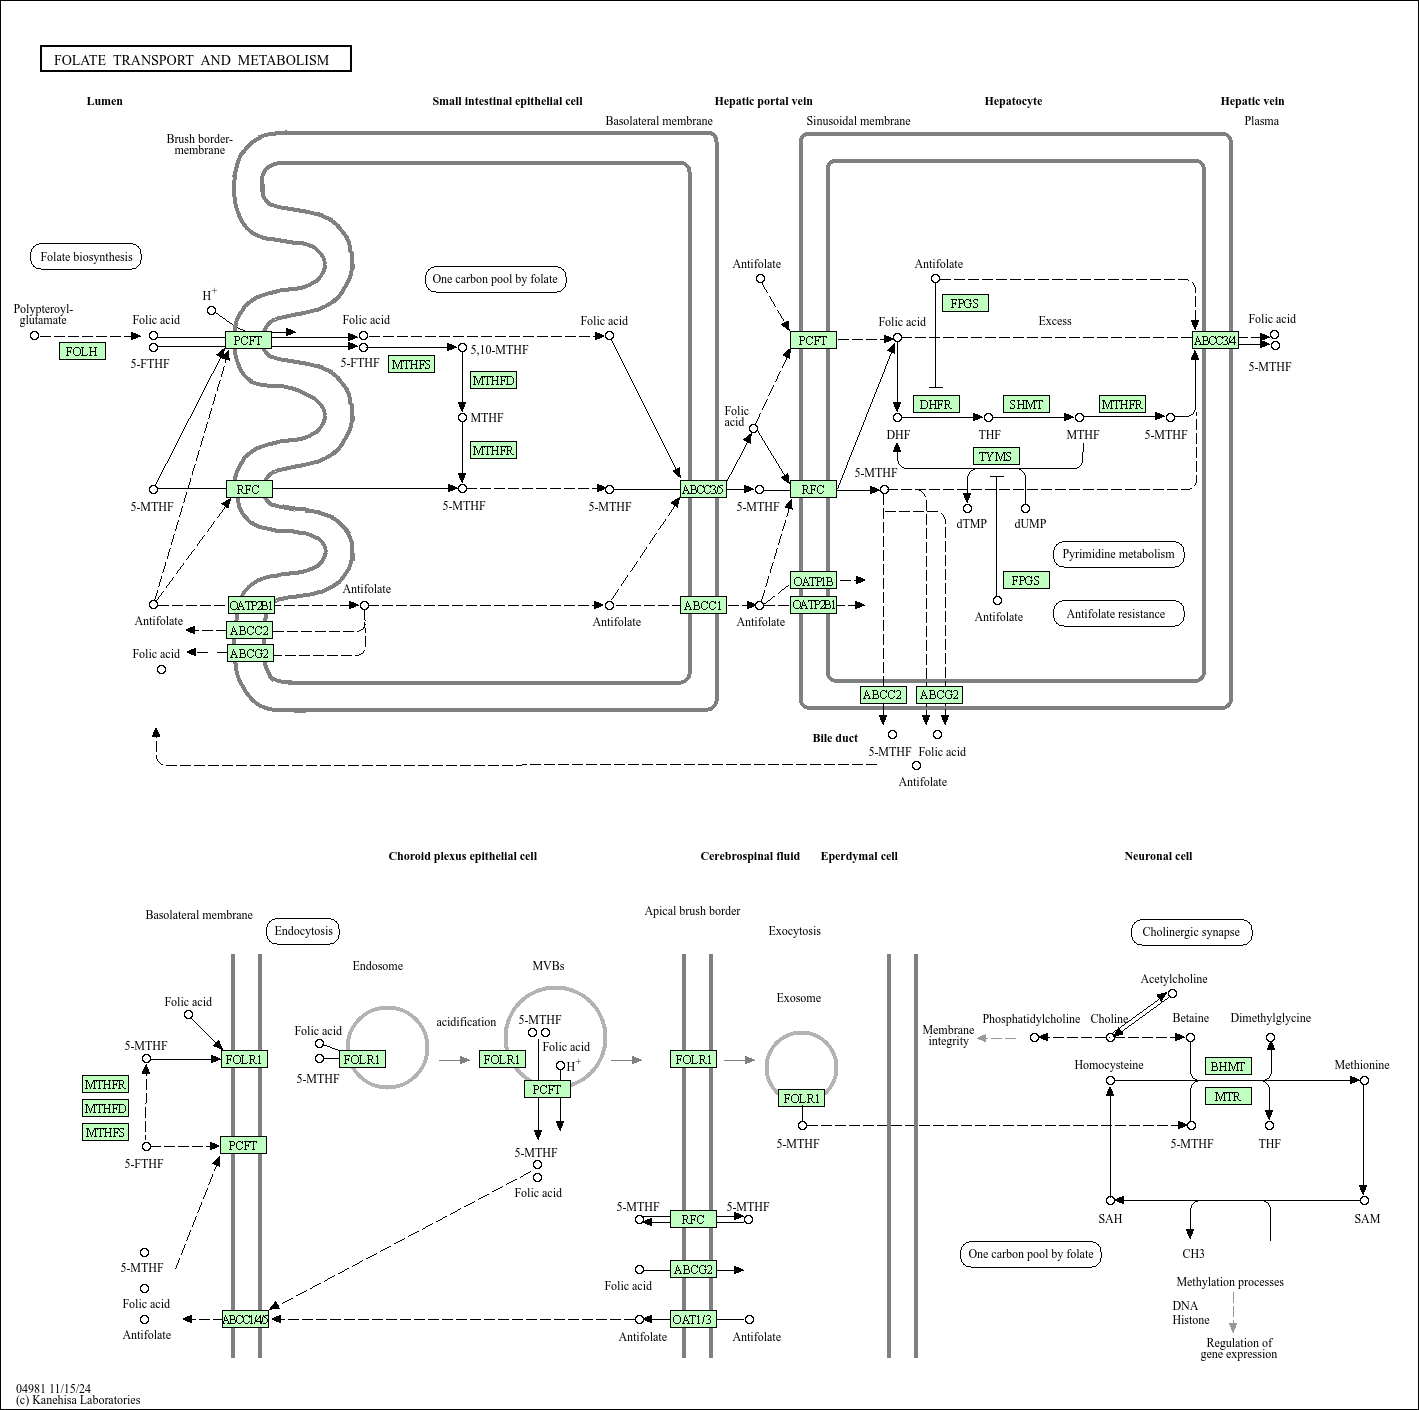 FOLATE TRANSPORT AND METABOLISM
Lumen
Small intestinal epithelial cell
Hepatic portal vein
Hepatocyte
Hepatic vein
Brush border-
membrane
Basolateral membrane
Sinusoidal membrane
Plasma
Folate biosynthesis
One carbon pool by folate
Antifolate
Antifolate
FPGS
H+
Polypteroyl-
glutamate
Folic acid
PCFT
Folic acid
Folic acid
PCFT
Folic acid
Excess
ABCC3/4
Folic acid
FOLH
5-FTHF
5-FTHF
MTHFS
5,10-MTHF
5-MTHF
MTHFD
MTHF
Folic
acid
DHFR
SHMT
MTHFR
DHF
THF
MTHF
5-MTHF
MTHFR
TYMS
5-MTHF
RFC
5-MTHF
5-MTHF
5-MTHF
ABCC3/5
5-MTHF
RFC
5-MTHF
dTMP
dUMP
Pyrimidine metabolism
OATP1B
FPGS
Antifolate
OATP2B1
Antifolate
Antifolate
ABCC1
Antifolate
OATP2B1
Antifolate
Antifolate resistance
ABCC2
Folic acid
ABCG2
ABCC2
ABCG2
Bile duct
5-MTHF
Folic acid
Antifolate
Choroid plexus epithelial cell
Cerebrospinal fluid
Eperdymal cell
Neuronal cell
Basolateral membrane
Endocytosis
Apical brush border
Exocytosis
Cholinergic synapse
Endosome
MVBs
Exosome
Acetylcholine
Folic acid
Folic acid
acidification
5-MTHF
Membrane
integrity
Phosphatidylcholine
Choline
Betaine
Dimethylglycine
5-MTHF
FOLR1
FOLR1
5-MTHF
FOLR1
Folic acid
H+
PCFT
FOLR1
FOLR1
5-MTHF
Homocysteine
BHMT
Methionine
MTR
5-MTHF
THF
MTHFR
MTHFD
MTHFS
5-FTHF
PCFT
5-MTHF
Folic acid
5-MTHF
RFC
5-MTHF
SAH
SAM
5-MTHF
Folic acid
ABCG2
Folic acid
One carbon pool by folate
CH3
Methylation processes
DNA
Histone
Regulation of
gene expression
Antifolate
ABCC1/4/5
Antifolate
OAT1/3
Antifolate
04981 11/15/24
(c) Kanehisa Laboratories